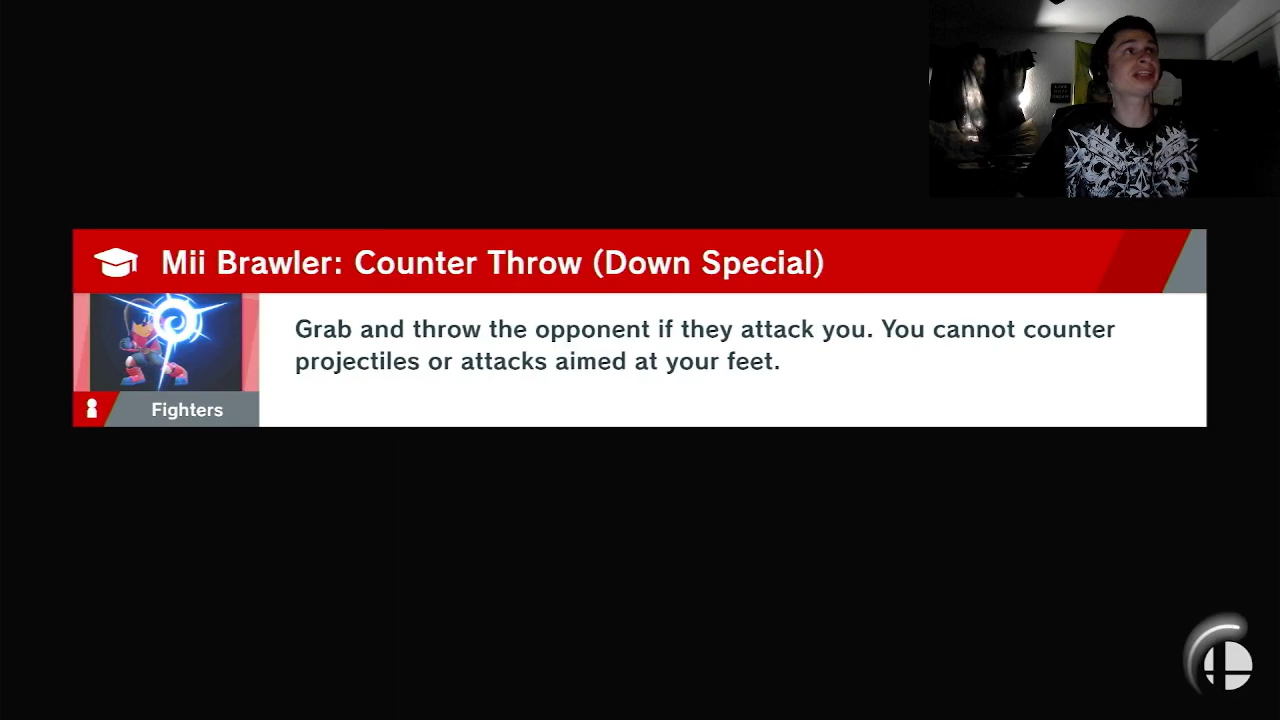 Mii Brawler: Counter Throw (Down Special)
Grab and throw the opponent if they attack you. You cannot counter
projectiles or attacks aimed at your feet.
Fighters